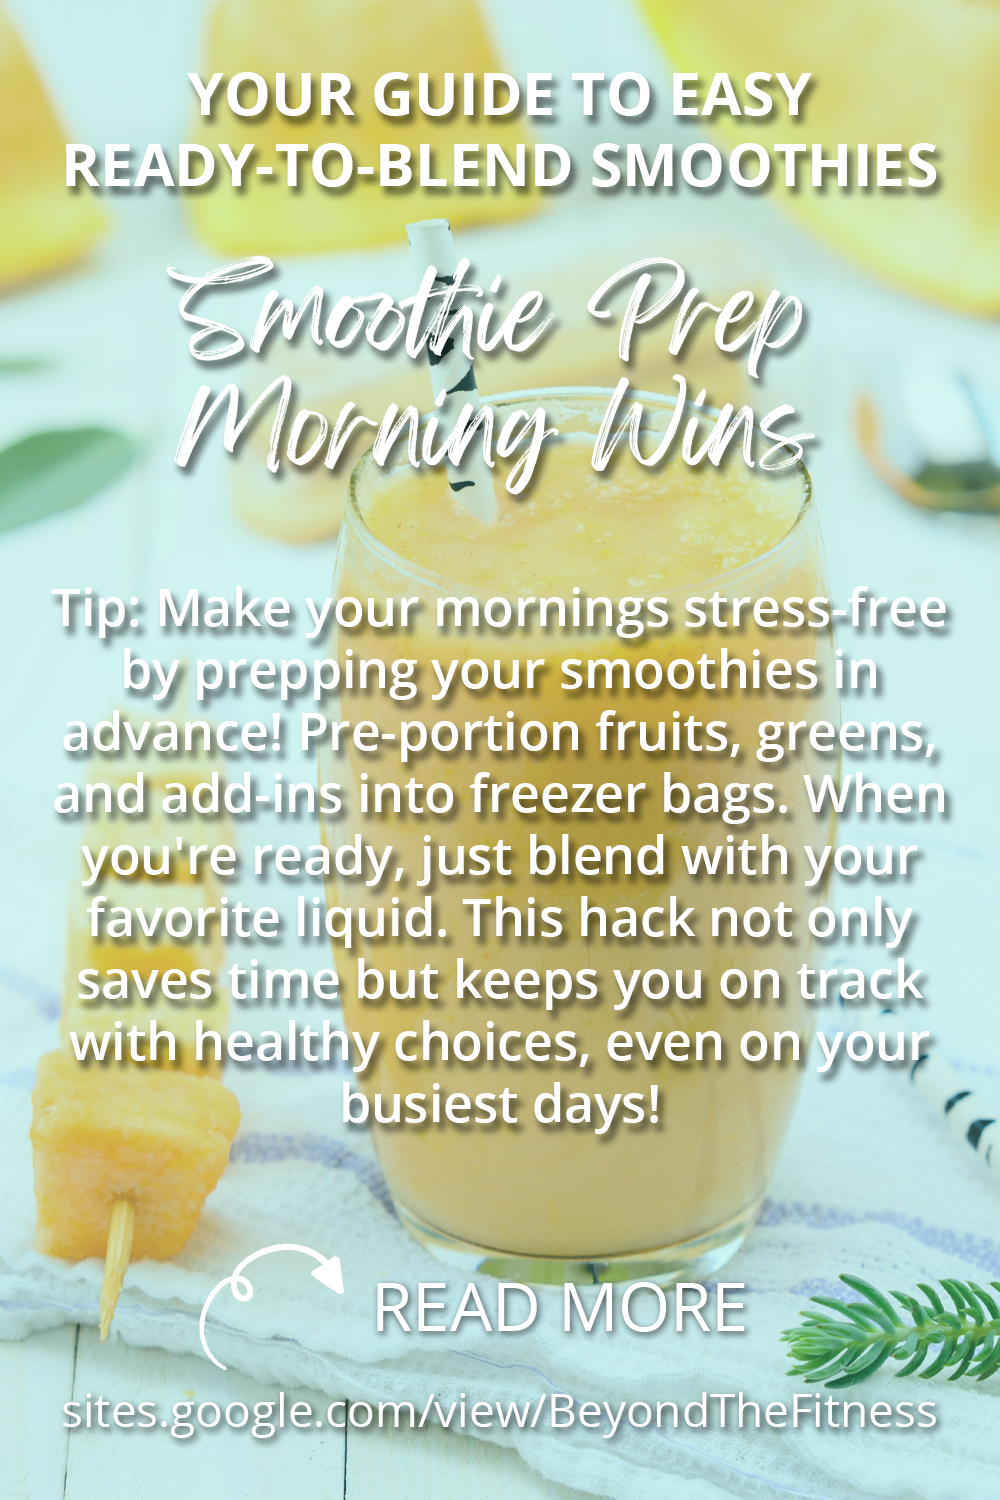 YOUR GUIDE TO EASY
READY-TO-BLEND SMOOTHIES
Smoothie Prep
Morning Wins
Tip: Make your mornings stress-free
by prepping your smoothies in
advance! Pre-portion fruits, greens,
and add-ins into freezer bags. When
you're ready, just blend with your
favorite liquid. This hack not only
saves time but keeps you on track
with healthy choices, even on your
busiest days!
READ MORE
sites.google.com/view/BeyondTheFitness